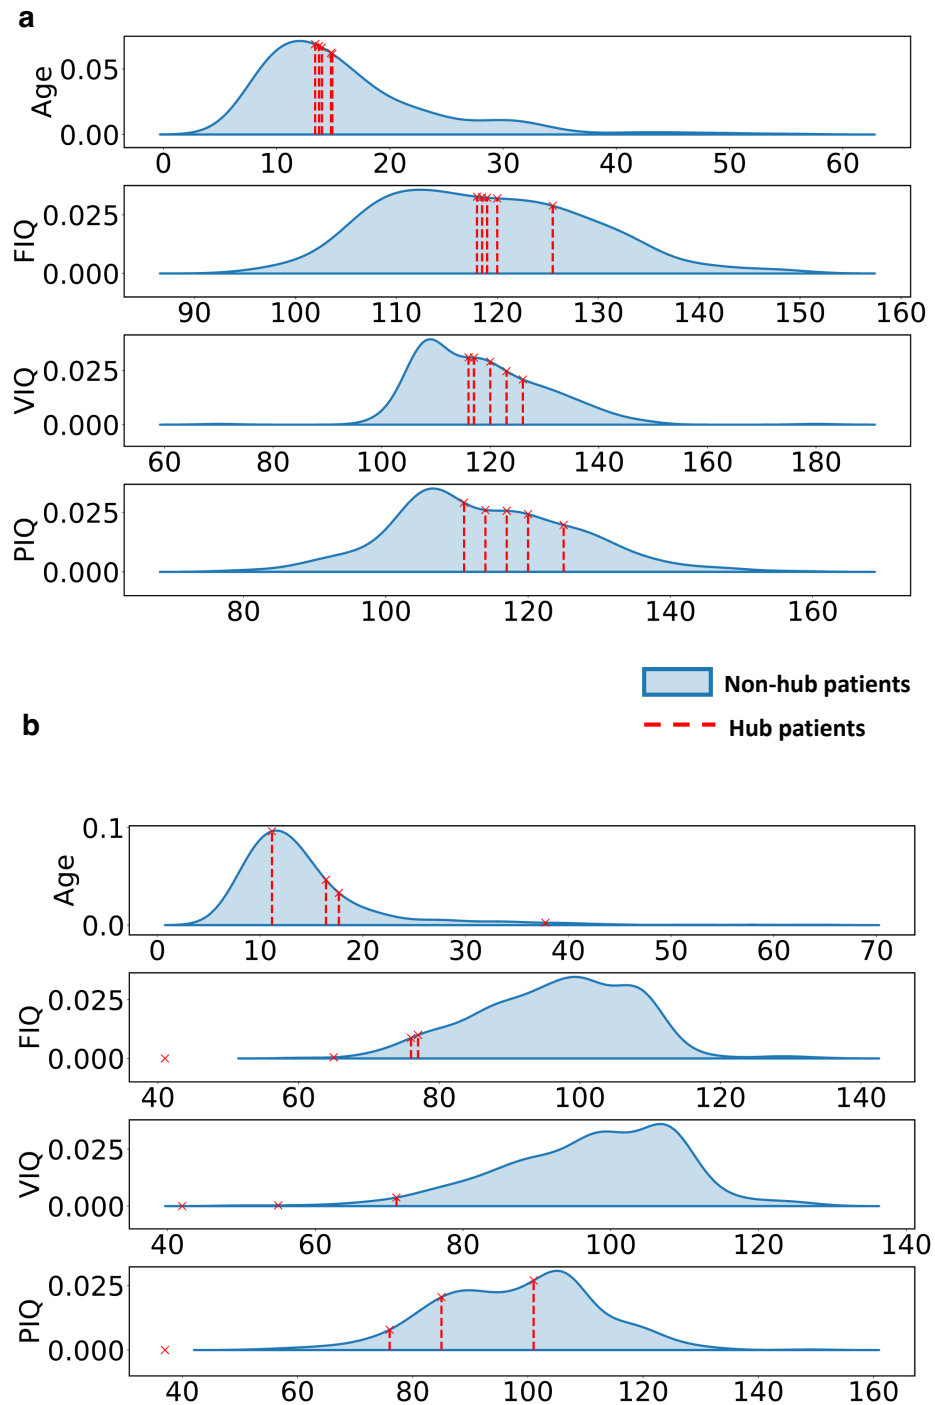 a
Age
0.05
0.00
0 10 20 30 40 50 60
FIQ
0.025
0.000
90 100 110 120 130 140 150 160
VIQ
0.025
0.000
60 80 100 120 140 160 180
PIQ
0.025
0.000
80 100 120 140 160
Non-hub patients
Hub patients
b
Age
0.1
0.0
0 10 20 30 40 50 60 70
FIQ
0.025
0.000
40 60 80 100 120 140
VIQ
0.025
0.000
40 60 80 100 120 140
PIQ
0.025
0.000
40 60 80 100 120 140 160